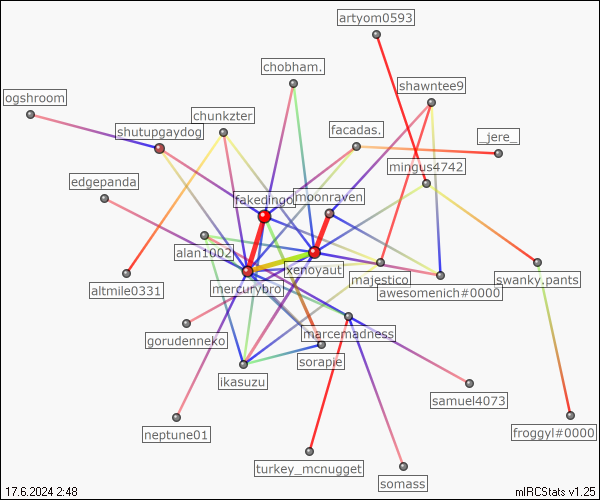 artyom0593
chobham.
shawntee9
ogshroom
chunkzter
shutupgaydog
facadas.
_jere_
mingus4742
edgepanda
fakedingo
moonraven
alan1002
xenoyaut
mercurybro
majestico
swanky.pants
altmile0331
awesomenich#0000
gorudenneko
marcemadness
sorapie
ikasuzu
samuel4073
neptune01
froggyl#0000
turkey_mcnugget
somass
17.6.2024 2:48
mIRCStats v1.25